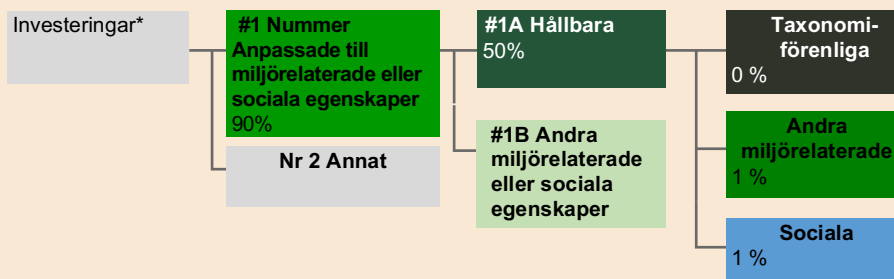 Investeringar*
#1 Nummer
Anpassade till
miljörelaterade eller
sociala egenskaper
90%
Nr 2 Annat
#1A Hållbara
50%
#1B Andra
miljörelaterade
eller sociala
egenskaper
Taxonomi-
förenliga
0 %
Andra
miljörelaterade
1 %
Sociala
1 %